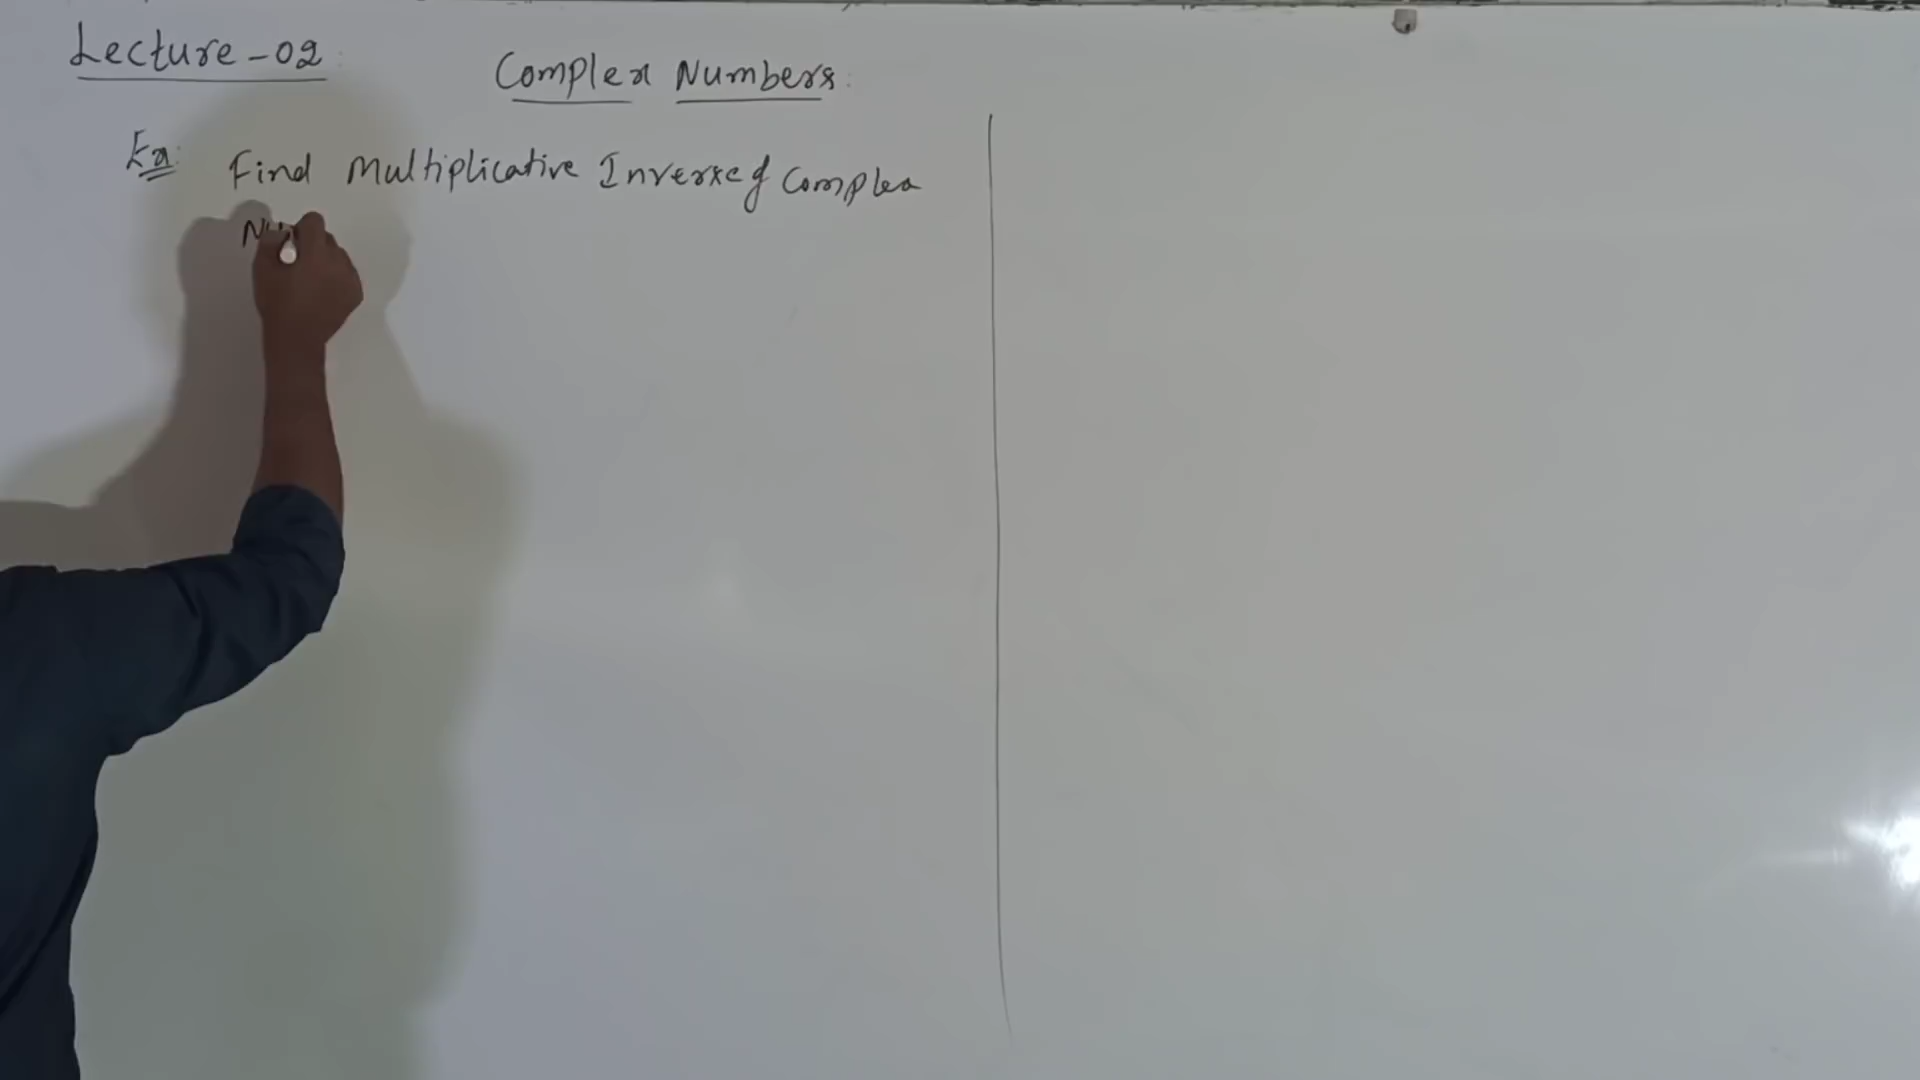 Lecture-02:
Complex Numbers:
Ex: Find Multiplicative Inverse of Complex